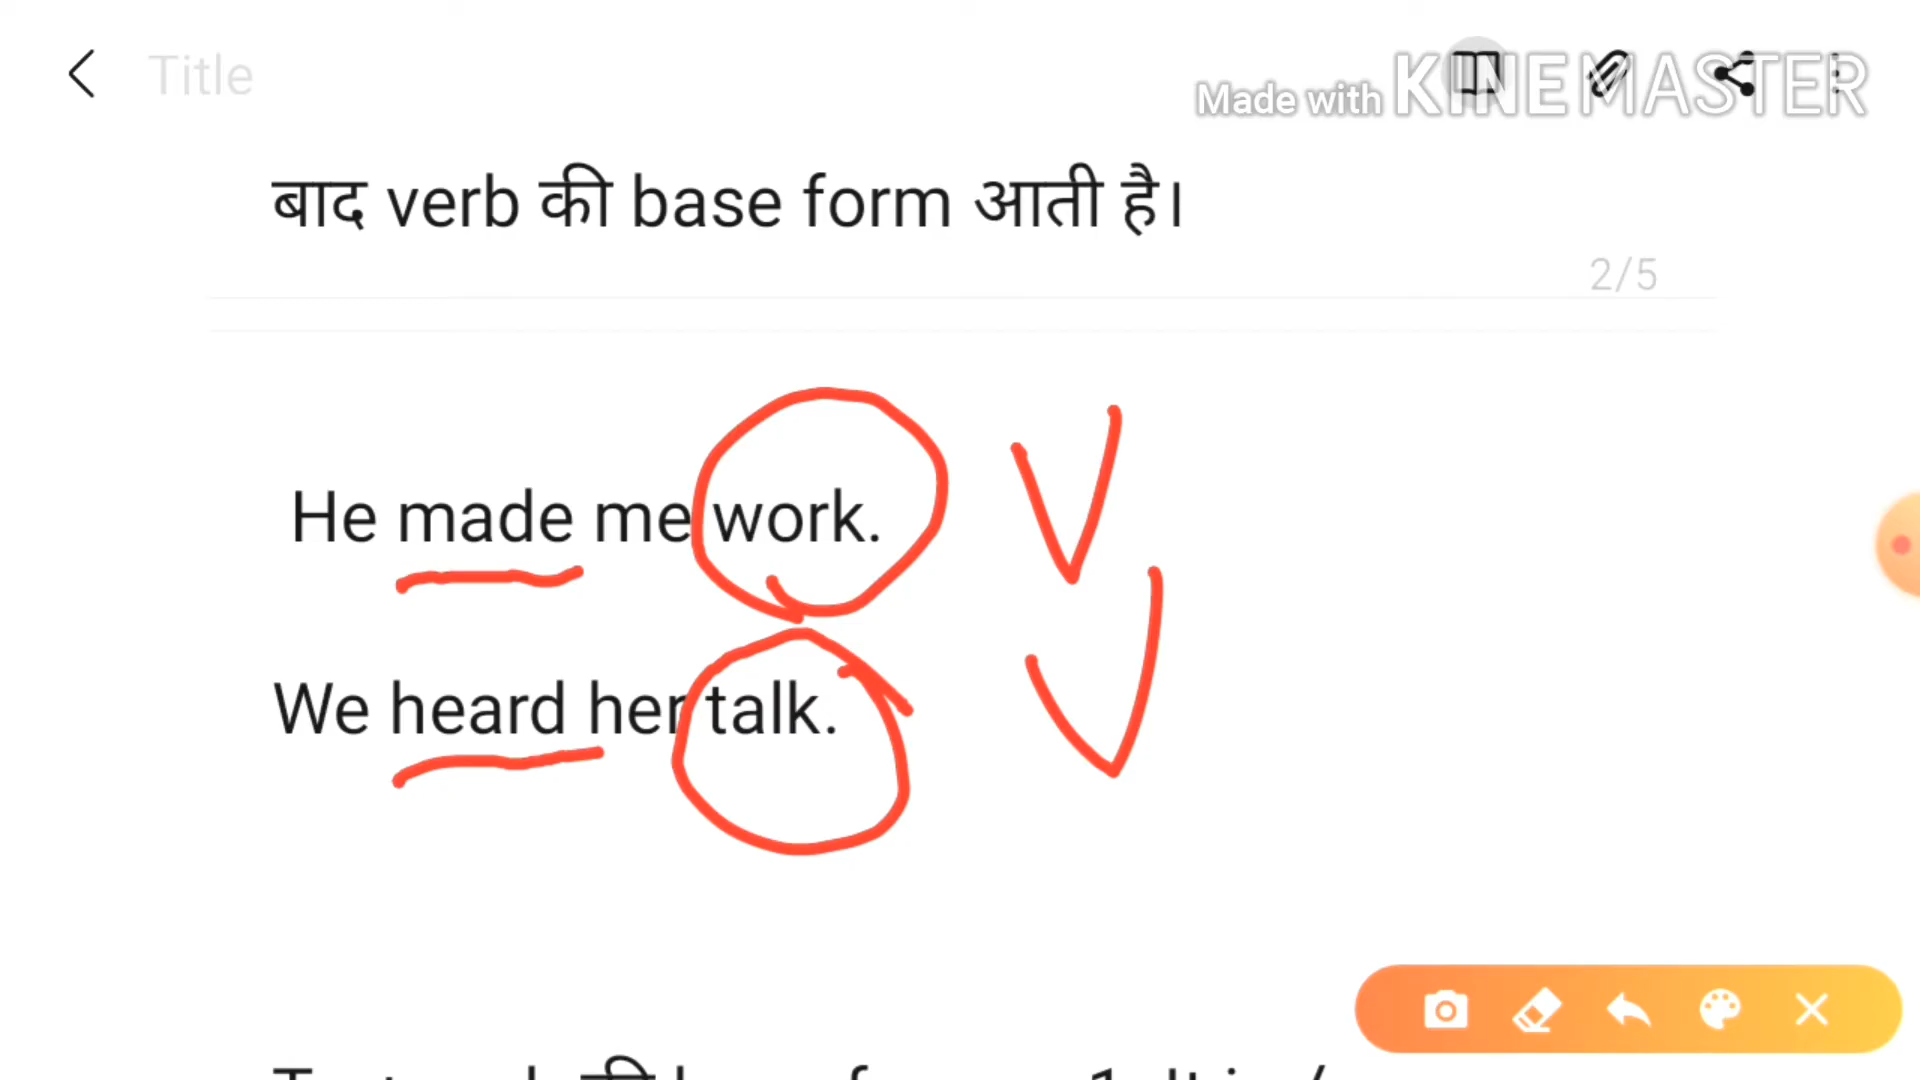 Title
Made with KINEMASTER
बाद verb की base form आती है।
2/5
He made me work.
We heard her talk.